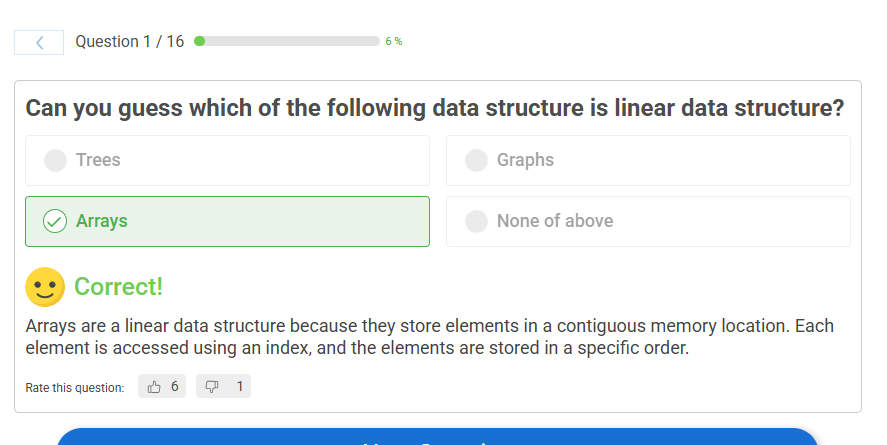 Question 1 / 16 6 %
Can you guess which of the following data structure is linear data structure?
Trees
Graphs
Arrays
None of above
Correct!
Arrays are a linear data structure because they store elements in a contiguous memory location. Each
element is accessed using an index, and the elements are stored in a specific order.
Rate this question: 6 1